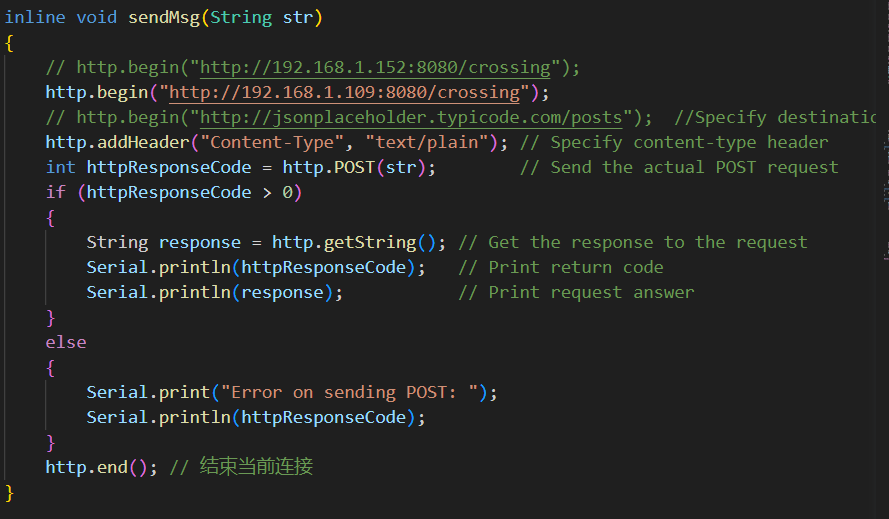 inline void sendMsg(String str)
{
    // http.begin("http://192.168.1.152:8080/crossing");
    http.begin("http://192.168.1.109:8080/crossing");
    // http.begin("http://jsonplaceholder.typicode.com/posts");  //Specify destinatio
    http.addHeader("Content-Type", "text/plain"); // Specify content-type header
    int httpResponseCode = http.POST(str);        // Send the actual POST request
    if (httpResponseCode > 0)
    {
        String response = http.getString(); // Get the response to the request
        Serial.println(httpResponseCode);   // Print return code
        Serial.println(response);           // Print request answer
    }
    else
    {
        Serial.print("Error on sending POST: ");
        Serial.println(httpResponseCode);
    }
    http.end(); // 结束当前连接
}